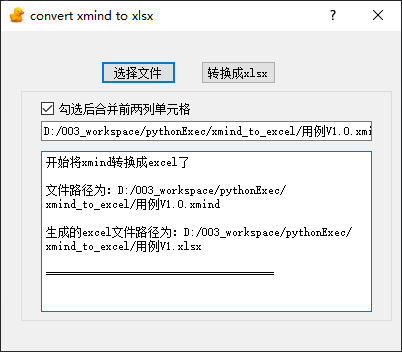 convert xmind to xlsx
选择文件
转换成xlsx
勾选后合并前两列单元格
D:/003_workspace/pythonExec/xmind_to_excel/用例V1.0.xmi
开始将xmind转换成excel了
文件路径为：D:/003_workspace/pythonExec/
xmind_to_excel/用例V1.0.xmind
生成的excel文件路径为：D:/003_workspace/pythonExec/
xmind_to_excel/用例V1.xlsx